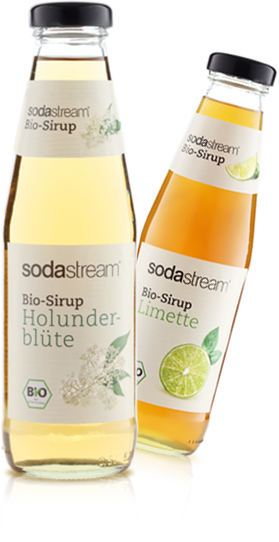 sodastream®
Bio-Sirup
sodastream®
Bio-Sirup
Holunder-
blüte
Bio
sodastream®
Bio-Sirup
sodastream®
Bio-Sirup
Limette